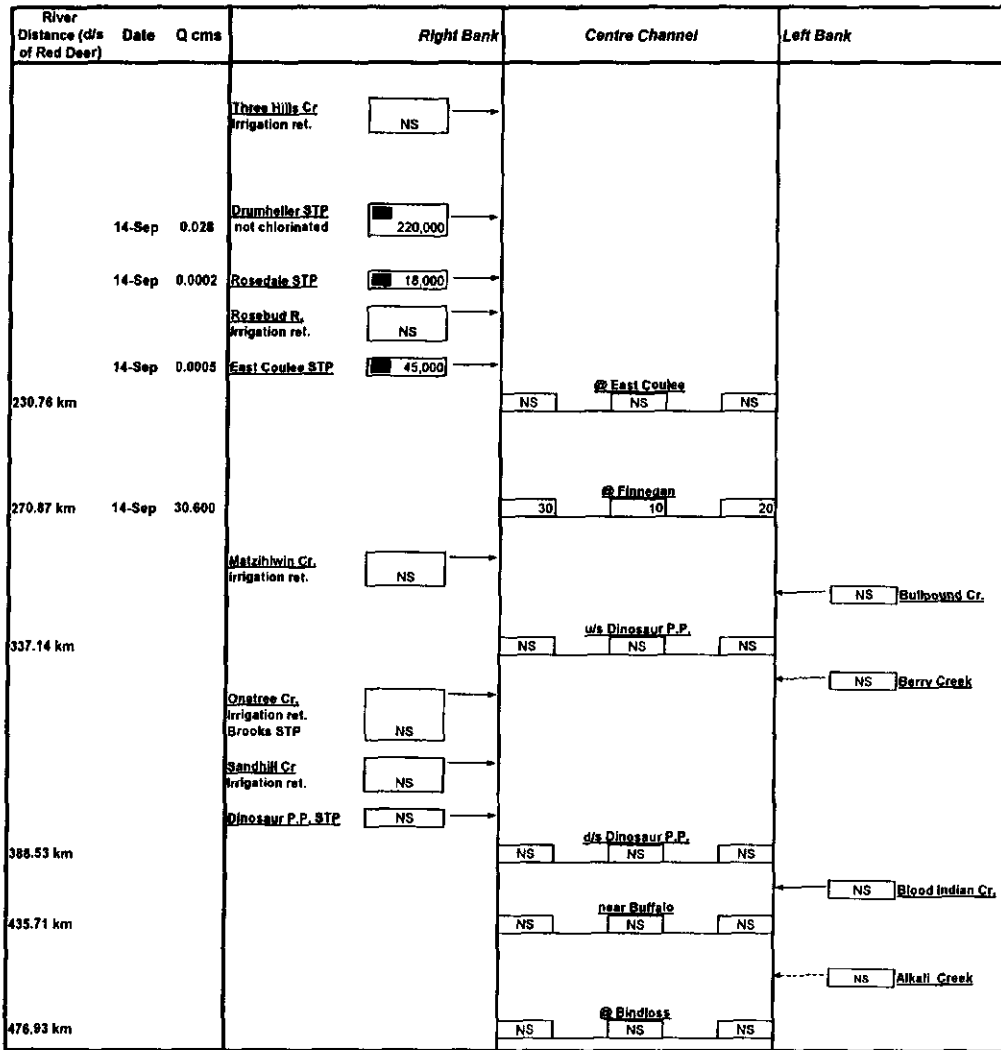 River Distance (d/s of Red Deer) Date Q cms Right Bank Centre Channel Left Bank
Three Hills Cr
Irrigation ret. NS
Drumheller STP
14-Sep 0.028 not chlorinated 220,000
14-Sep 0.0002 Rosedale STP 18,000
Rosebud R.
Irrigation ret. NS
14-Sep 0.0005 East Coulee STP 45,000
@ East Coulee
230.76 km NS NS NS
@ Finnegan
270.87 km 14-Sep 30.600 30 10 20
Matzihiwin Cr.
Irrigation ret. NS
NS Bullpound Cr.
u/s Dinosaur P.P.
337.14 km NS NS NS
NS Berry Creek
Onetree Cr.
Irrigation ret.
Brooks STP NS
Sandhill Cr
Irrigation ret. NS
Dinosaur P.P. STP NS
d/s Dinosaur P.P.
388.53 km NS NS NS
NS Blood Indian Cr.
near Buffalo
435.71 km NS NS NS
NS Alkali Creek
@ Bindloss
476.93 km NS NS NS